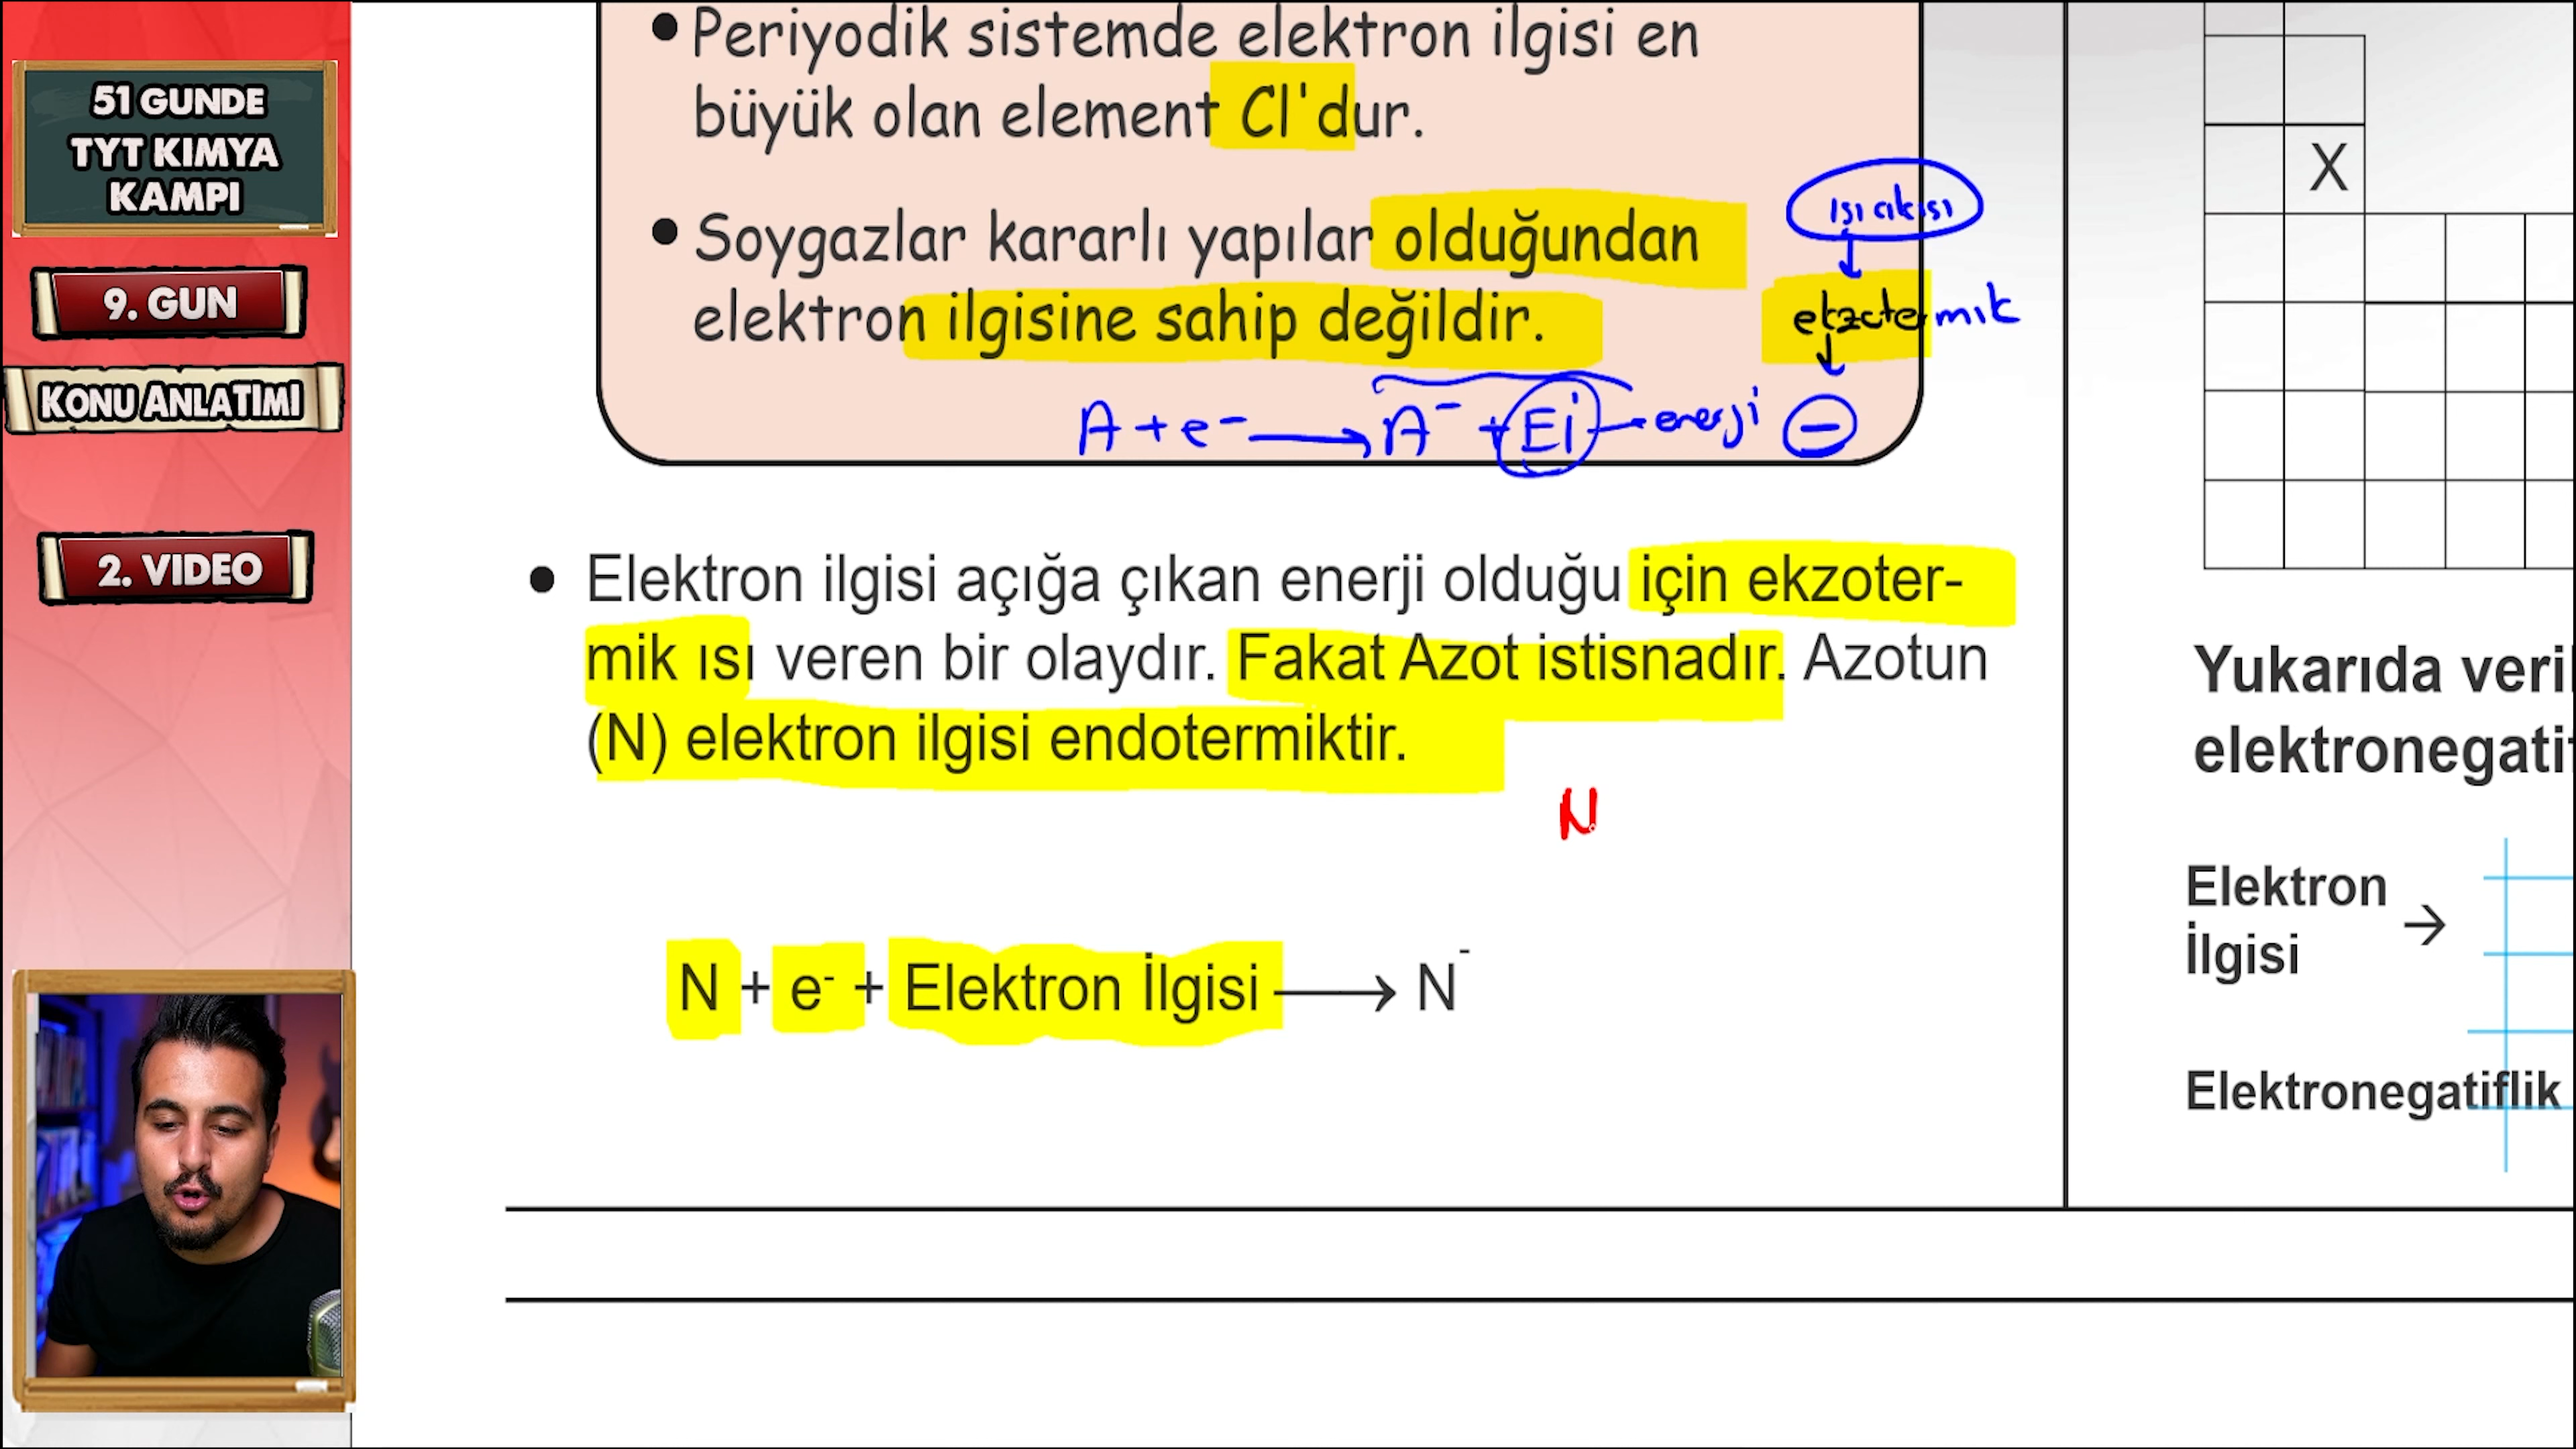 51 GUNDE
TYT KIMYA
KAMPI
9. GUN
KONU ANLATIMI
2. VIDEO
• Periyodik sistemde elektron ilgisi en
büyük olan element Cl'dur.
• Soygazlar kararlı yapılar olduğundan
elektron ilgisine sahip değildir.
ısı akışı
↓
ekzotermik
↓
A + e⁻ → A⁻ + Eİ → enerji ⊖
• Elektron ilgisi açığa çıkan enerji olduğu için ekzoter-
mik ısı veren bir olaydır. Fakat Azot istisnadır. Azotun
(N) elektron ilgisi endotermiktir.
N
N + e⁻ + Elektron İlgisi → N⁻
X
Yukarıda veril
elektronegatif
Elektron
İlgisi →
Elektronegatiflik